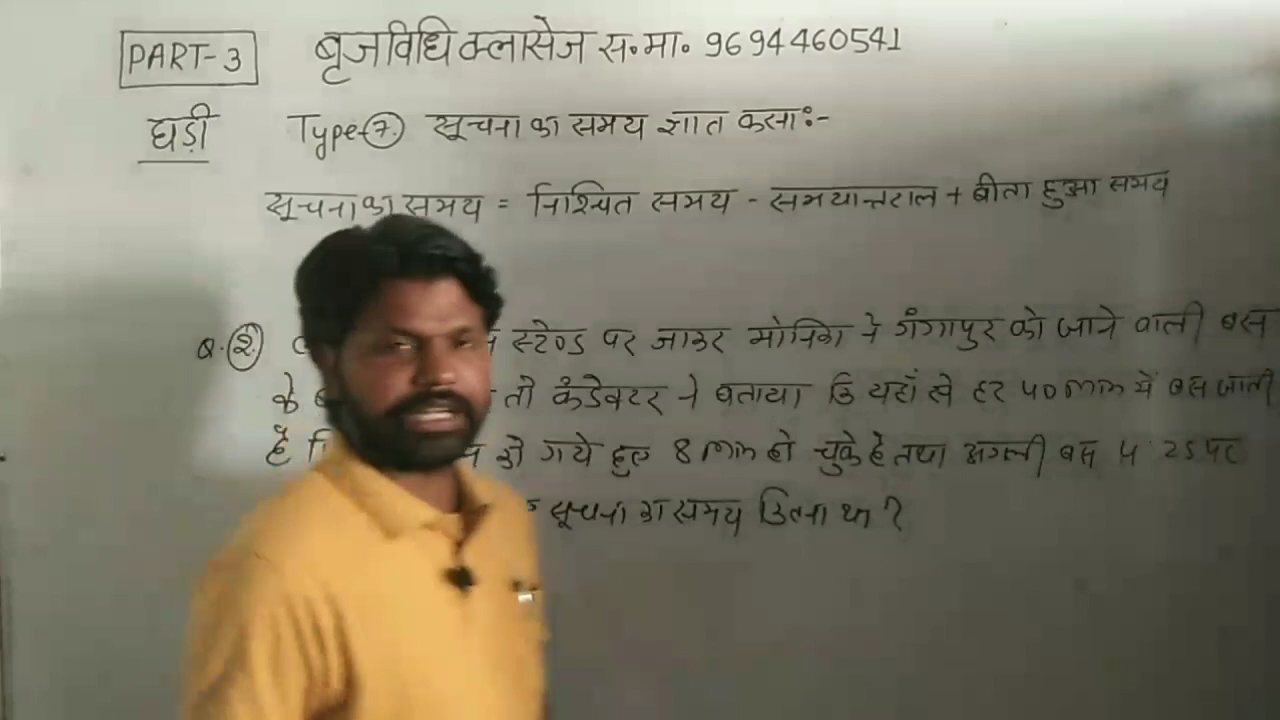 PART-3 बृजविधि क्लासेज स॰मा॰ 9694460541
घड़ी Type-7. सूचना का समय ज्ञात करना:-
सूचना का समय = निश्चित समय - समयान्तराल + बीता हुआ समय
Q.2. स्टेण्ड पर जाकर मोनिका ने गंगापुर को जाने वाली बस
के तो कंडेक्टर ने बताया कि यहाँ से हर 40 min में बस जाती
है को गये हुए 8 min हो चुके है तथा अगली बस 4:25 पर
सूचना का समय कितना था?